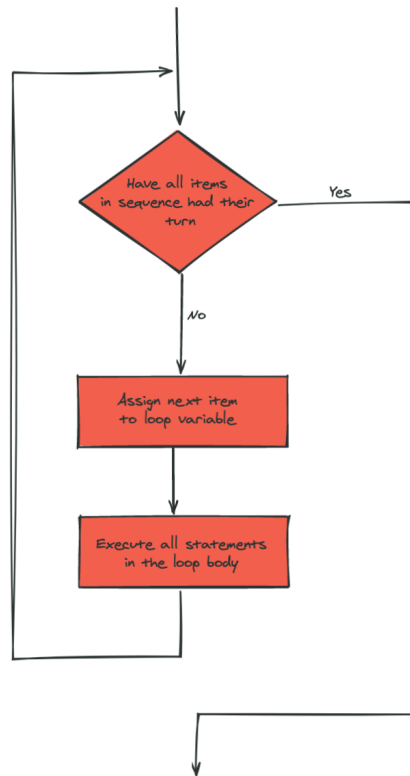 Have all items
in sequence had their
turn
Yes
No
Assign next item
to loop variable
Execute all statements
in the loop body